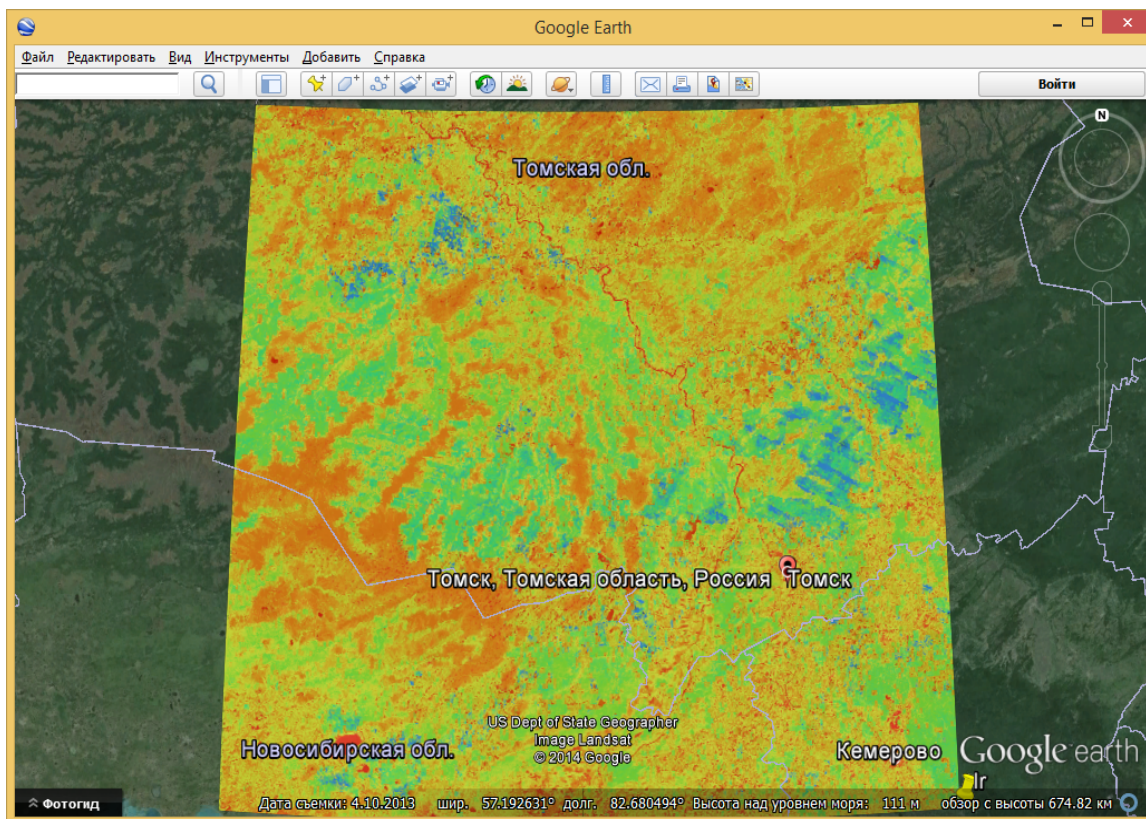 Google Earth
Файл Редактировать Вид Инструменты Добавить Справка
Войти
N
Томская обл.
Томск, Томская область, Россия Томск
US Dept of State Geographer
Image Landsat
© 2014 Google
Новосибирская обл.
Кемерово Google earth
lr
Фотогид
Дата съемки: 4.10.2013 шир. 57.192631° долг. 82.680494° Высота над уровнем моря: 111 м обзор с высоты 674.82 км